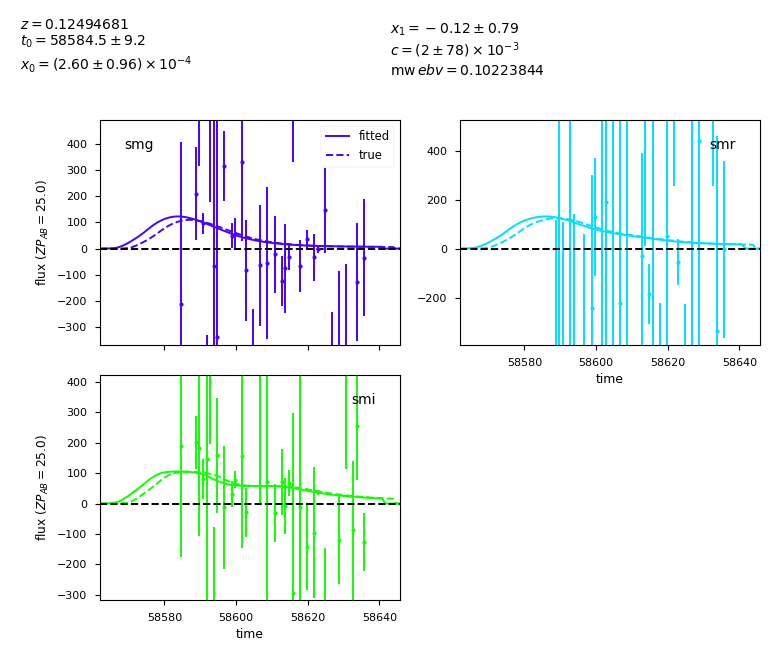 z = 0.12494681
t₀ = 58584.5 ± 9.2
x₀ = (2.60 ± 0.96) × 10⁻⁴
x₁ = −0.12 ± 0.79
c = (2 ± 78) × 10⁻³
mw ebv = 0.10223844
smg
fitted
true
400
300
200
100
0
−100
−200
−300
flux (ZP_AB = 25.0)
smr
400
200
0
−200
58580 58600 58620 58640
time
smi
400
300
200
100
0
−100
−200
−300
flux (ZP_AB = 25.0)
58580 58600 58620 58640
time